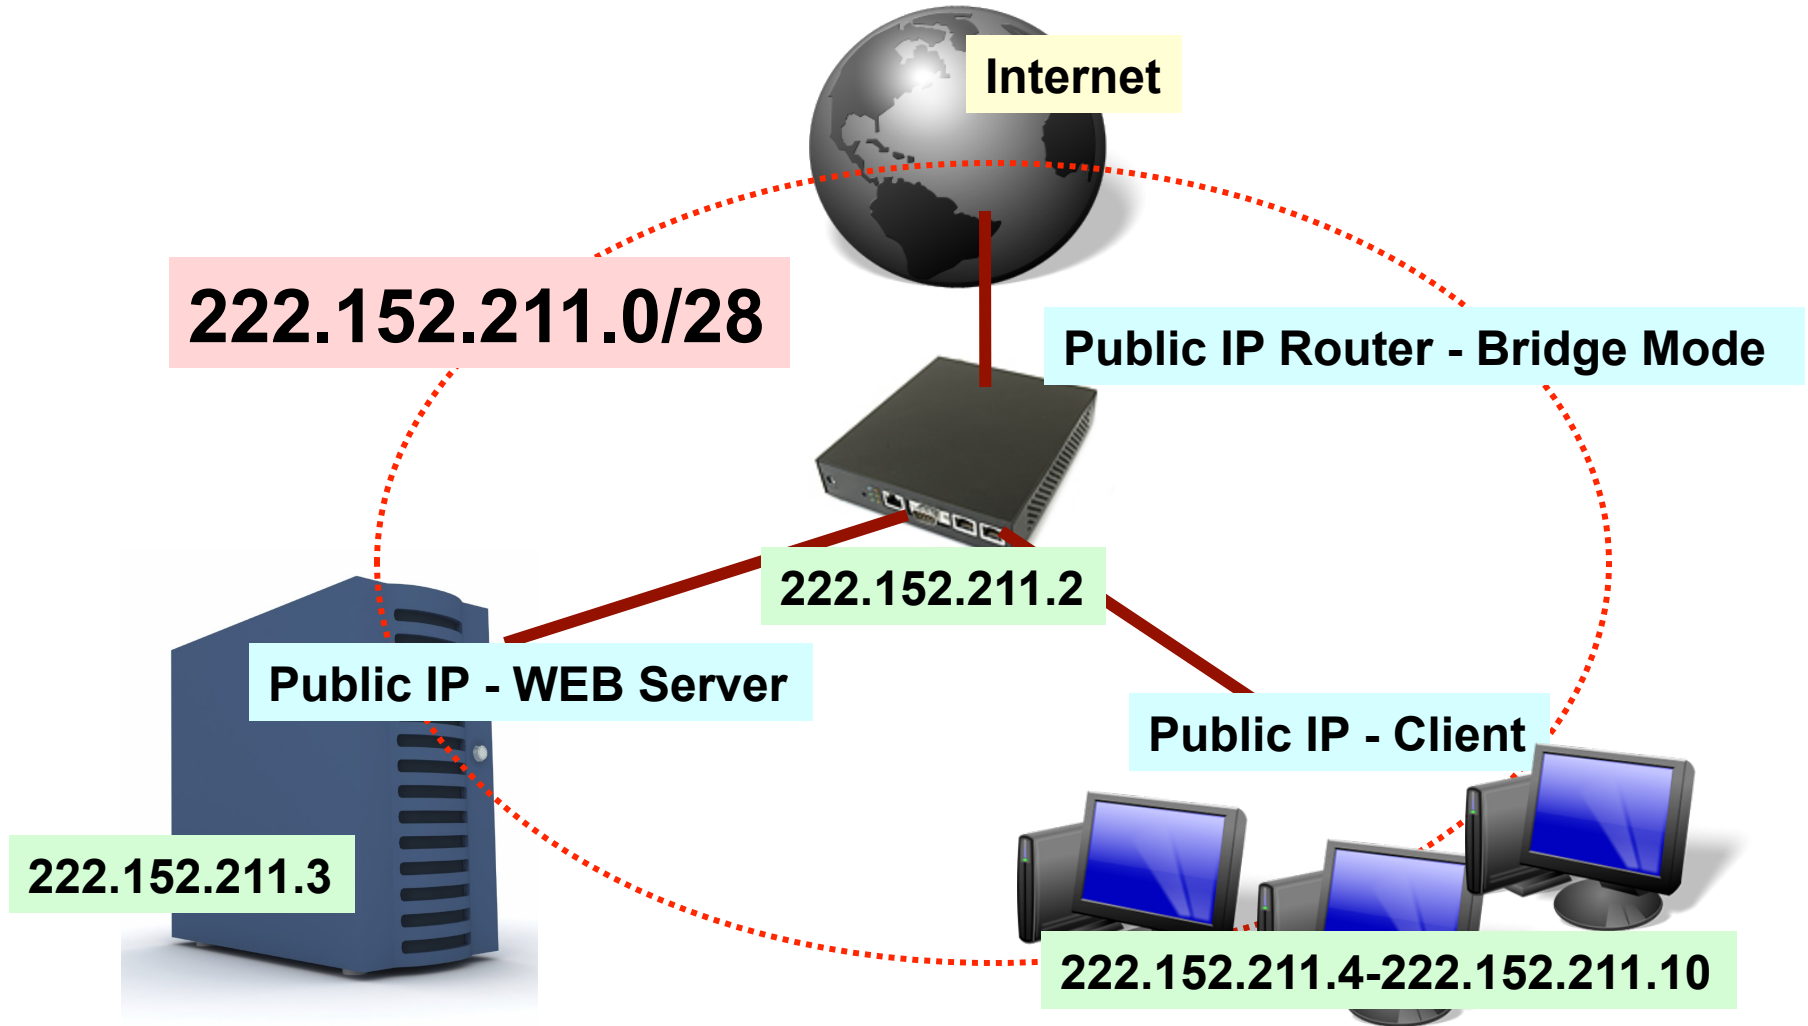 Internet
222.152.211.0/28
Public IP Router - Bridge Mode
222.152.211.2
Public IP - WEB Server
Public IP - Client
222.152.211.3
222.152.211.4-222.152.211.10